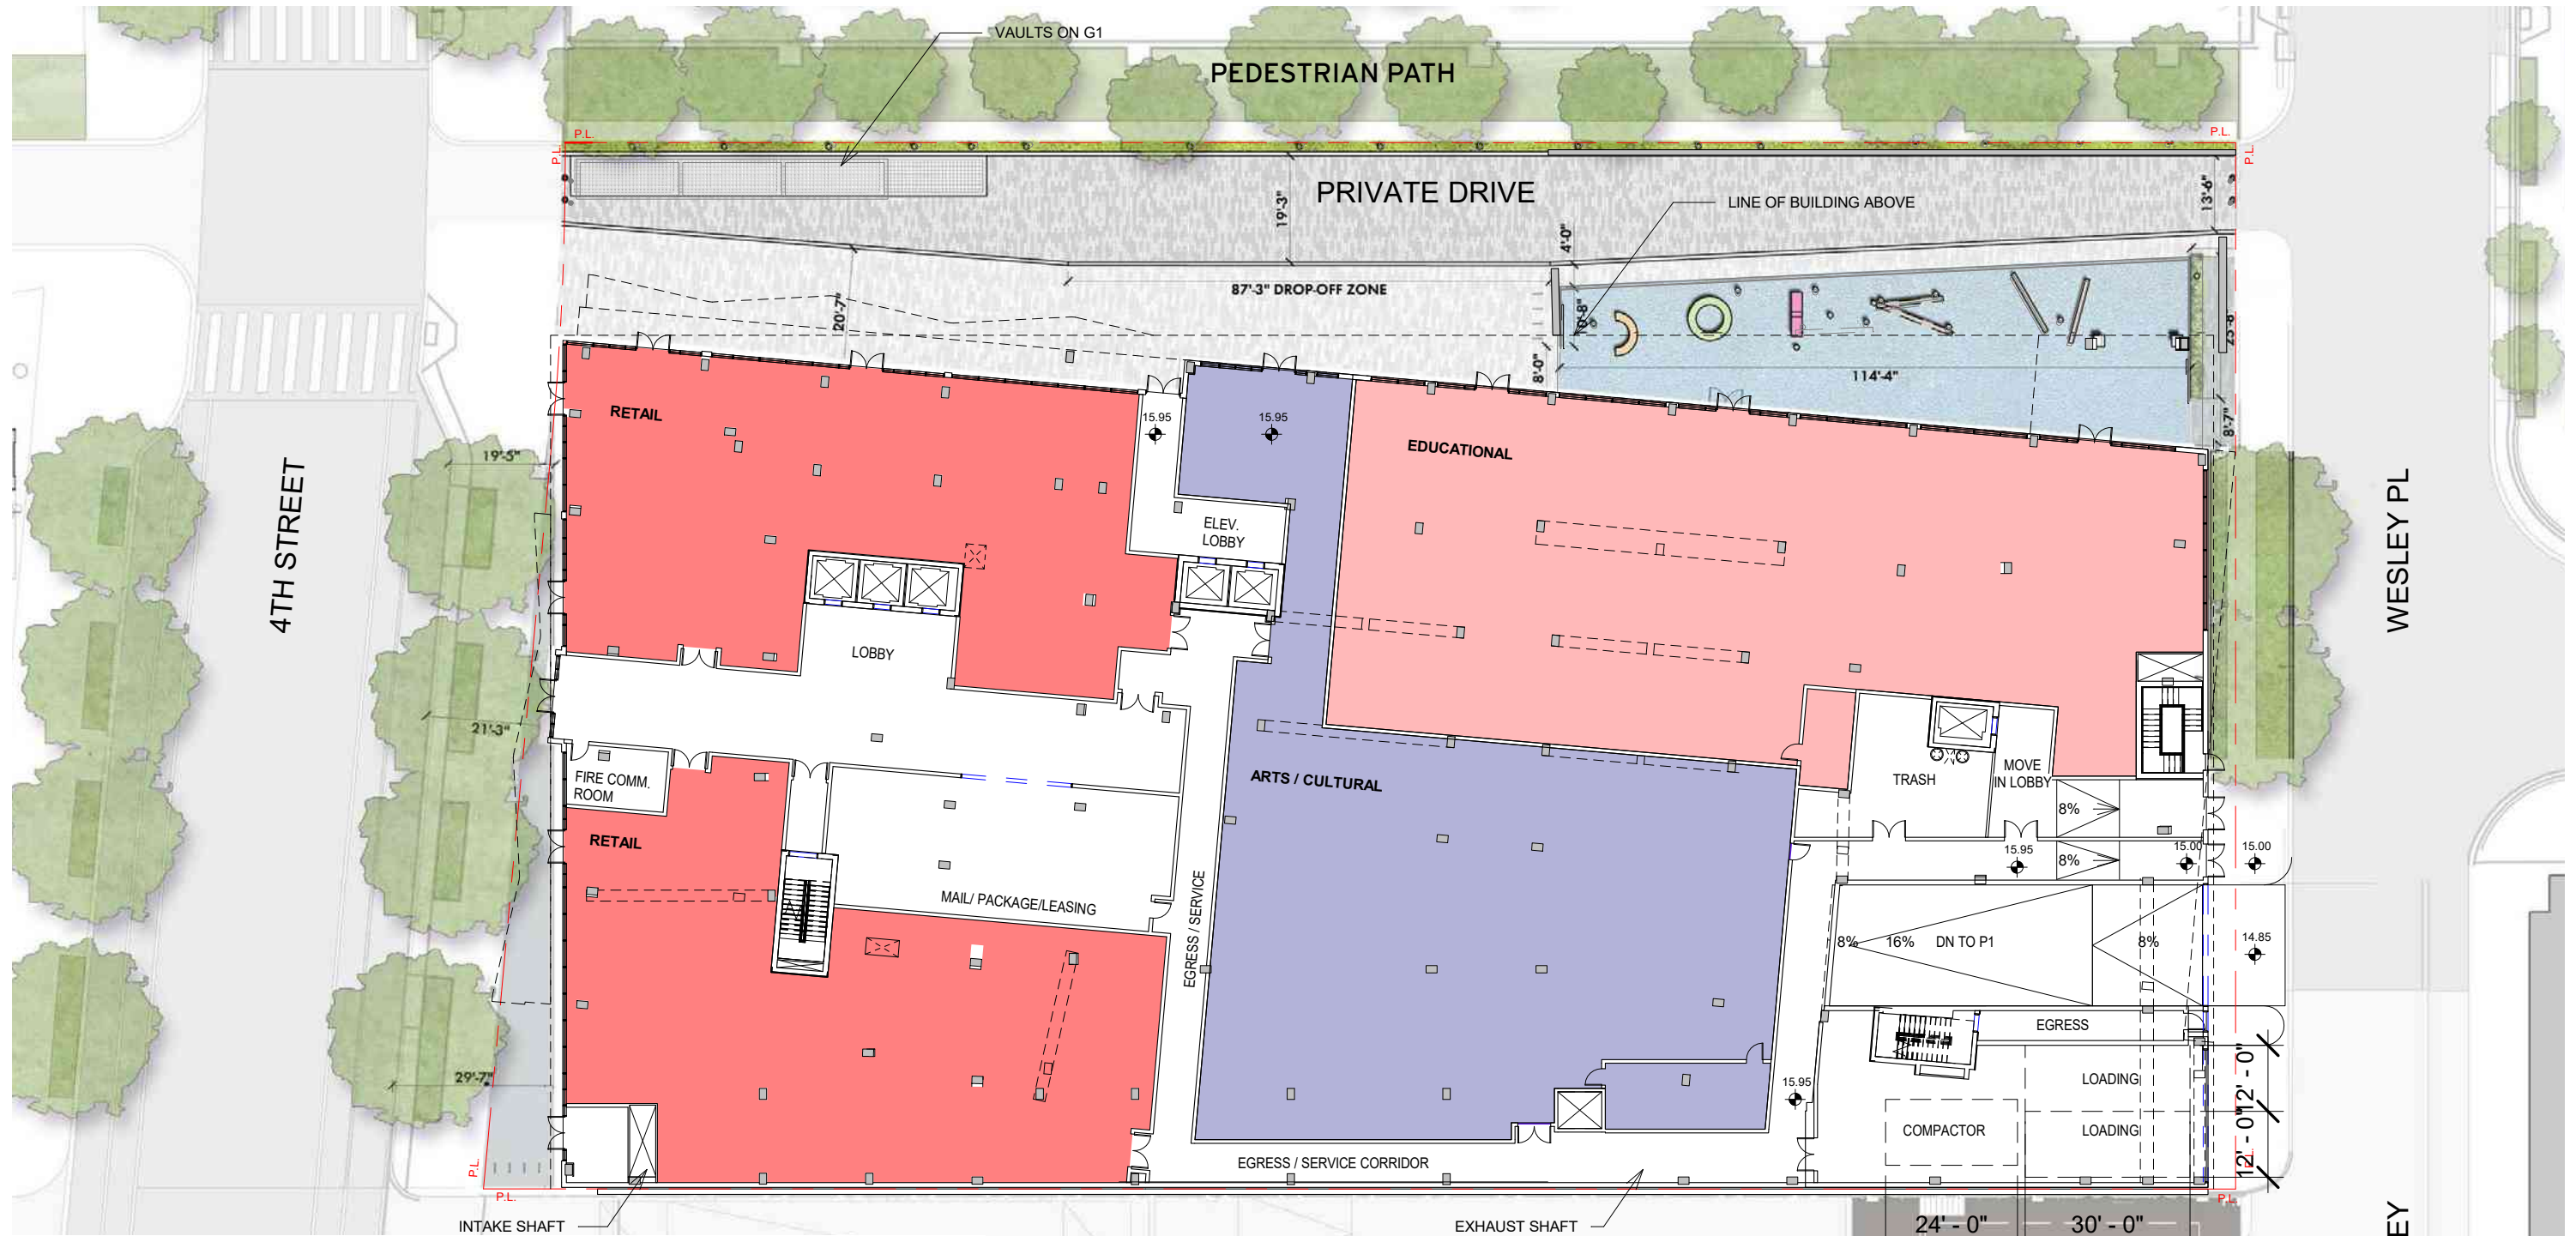 VAULTS ON G1
PEDESTRIAN PATH
P.L.
P.L.
P.L.
P.L.
PRIVATE DRIVE
LINE OF BUILDING ABOVE
19'-3"
13'-6"
4'-0"
87'-3" DROP-OFF ZONE
20'-7"
8'-0"
114'-4"
8'-7"
RETAIL
15.95
15.95
EDUCATIONAL
19'-5"
4TH STREET
WESLEY PL
ELEV.
LOBBY
LOBBY
21'-3"
FIRE COMM.
ROOM
ARTS / CULTURAL
TRASH
MOVE
IN LOBBY
8%
RETAIL
15.95
8%
15.00
15.00
MAIL/ PACKAGE/LEASING
EGRESS / SERVICE
8%
16%
DN TO P1
8%
14.85
EGRESS
29'-7"
LOADING
12' - 0"
15.95
COMPACTOR
LOADING
12' - 0"
EGRESS / SERVICE CORRIDOR
P.L.
P.L.
P.L.
INTAKE SHAFT
EXHAUST SHAFT
24' - 0"
30' - 0"
EY